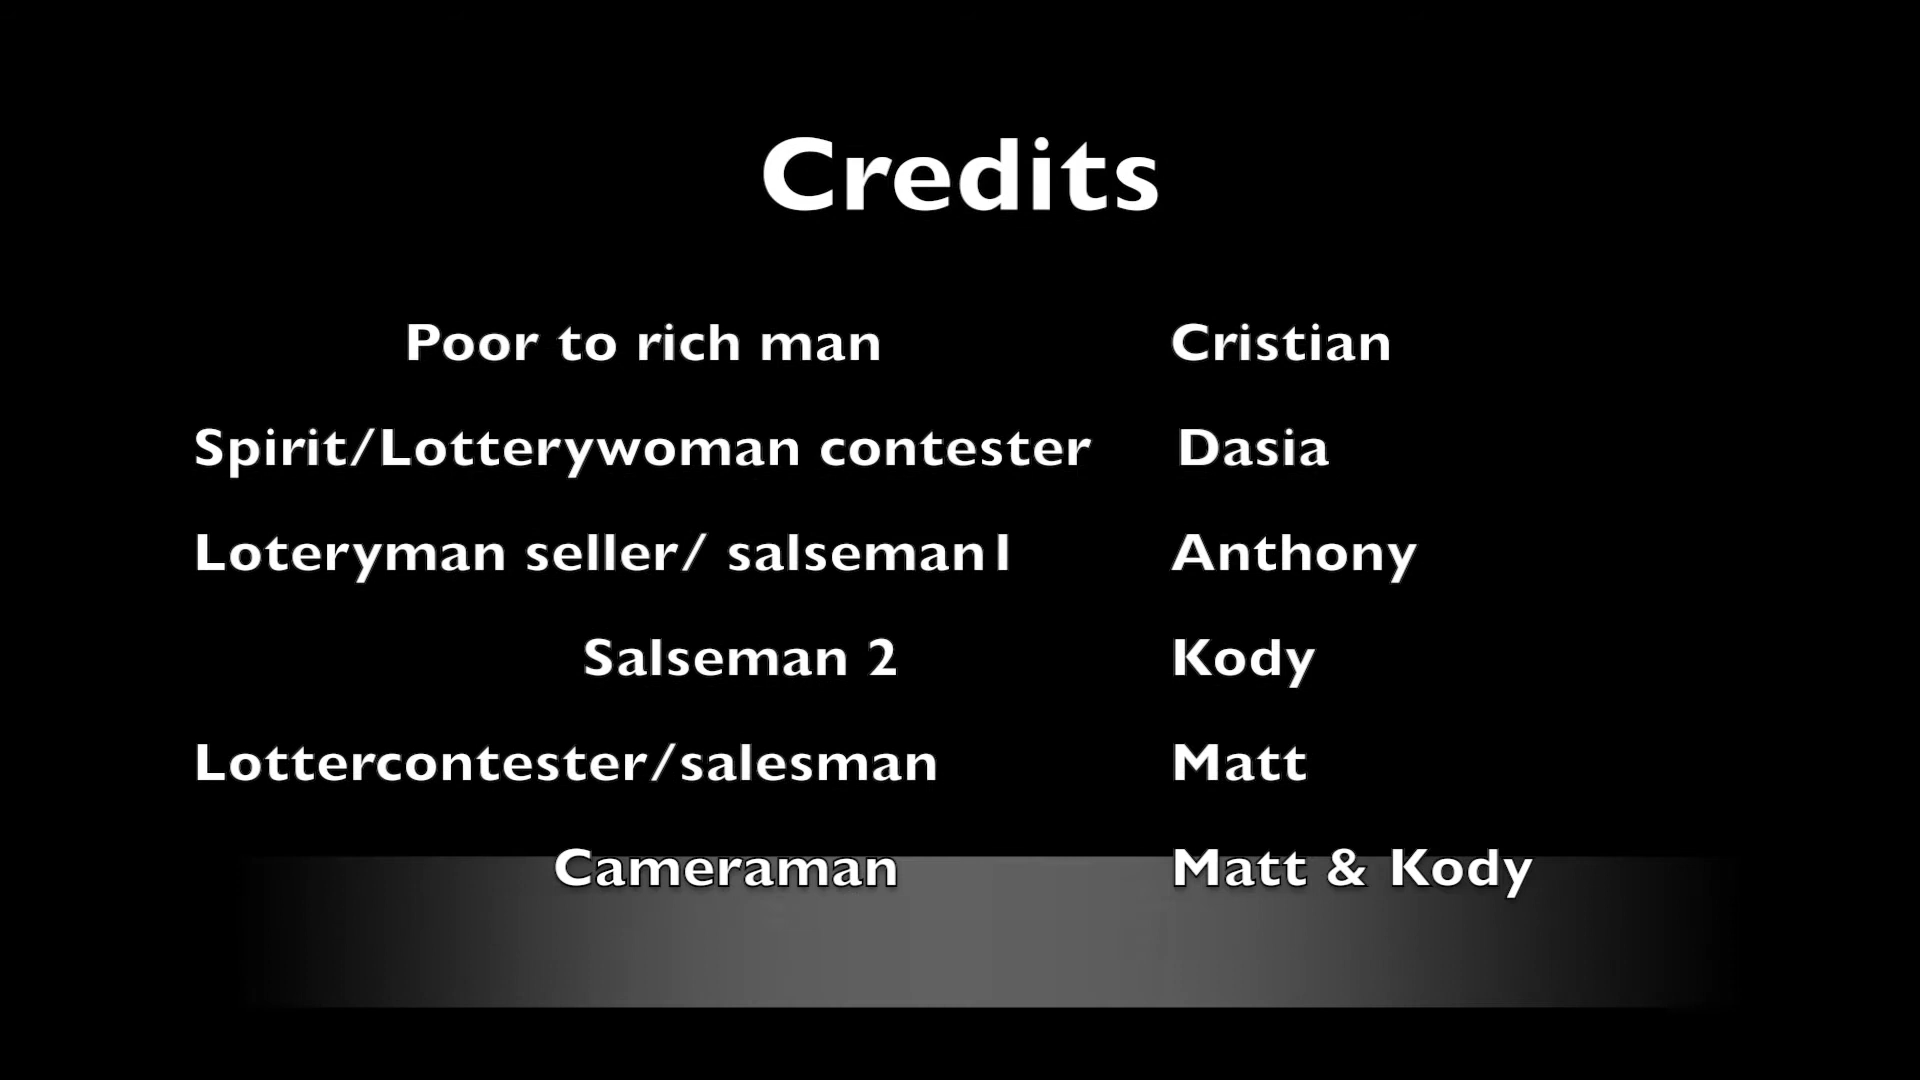 Credits
Poor to rich man Cristian
Spirit/Lotterywoman contester Dasia
Loteryman seller/ salseman1 Anthony
Salseman 2 Kody
Lottercontester/salesman Matt
Cameraman Matt & Kody